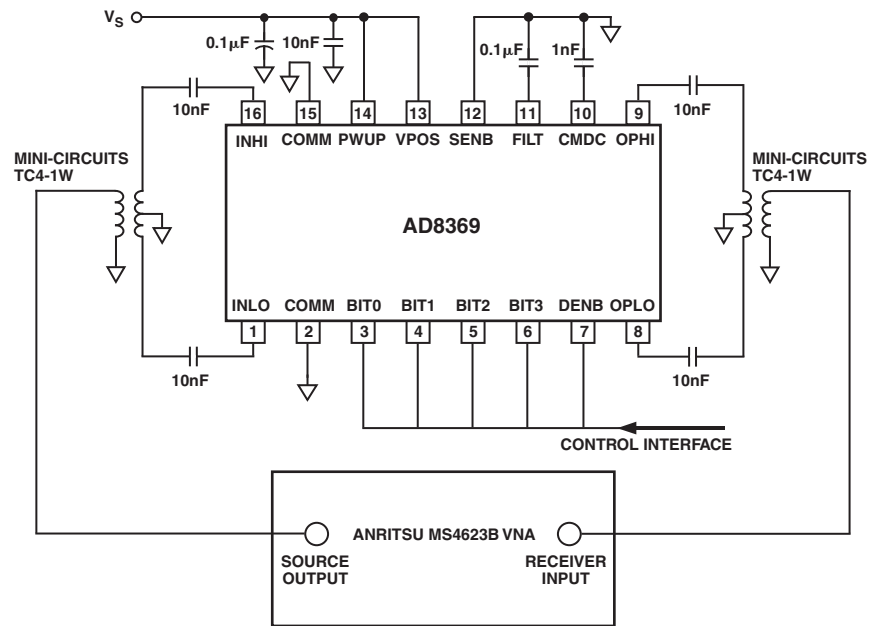 VS
0.1µF
10nF
0.1µF
1nF
10nF
16
15
14
13
12
11
10
9
10nF
INHI
COMM
PWUP
VPOS
SENB
FILT
CMDC
OPHI
MINI-CIRCUITS
TC4-1W
MINI-CIRCUITS
TC4-1W
AD8369
INLO
COMM
BIT0
BIT1
BIT2
BIT3
DENB
OPLO
1
2
3
4
5
6
7
8
10nF
10nF
CONTROL INTERFACE
ANRITSU MS4623B VNA
SOURCE
OUTPUT
RECEIVER
INPUT